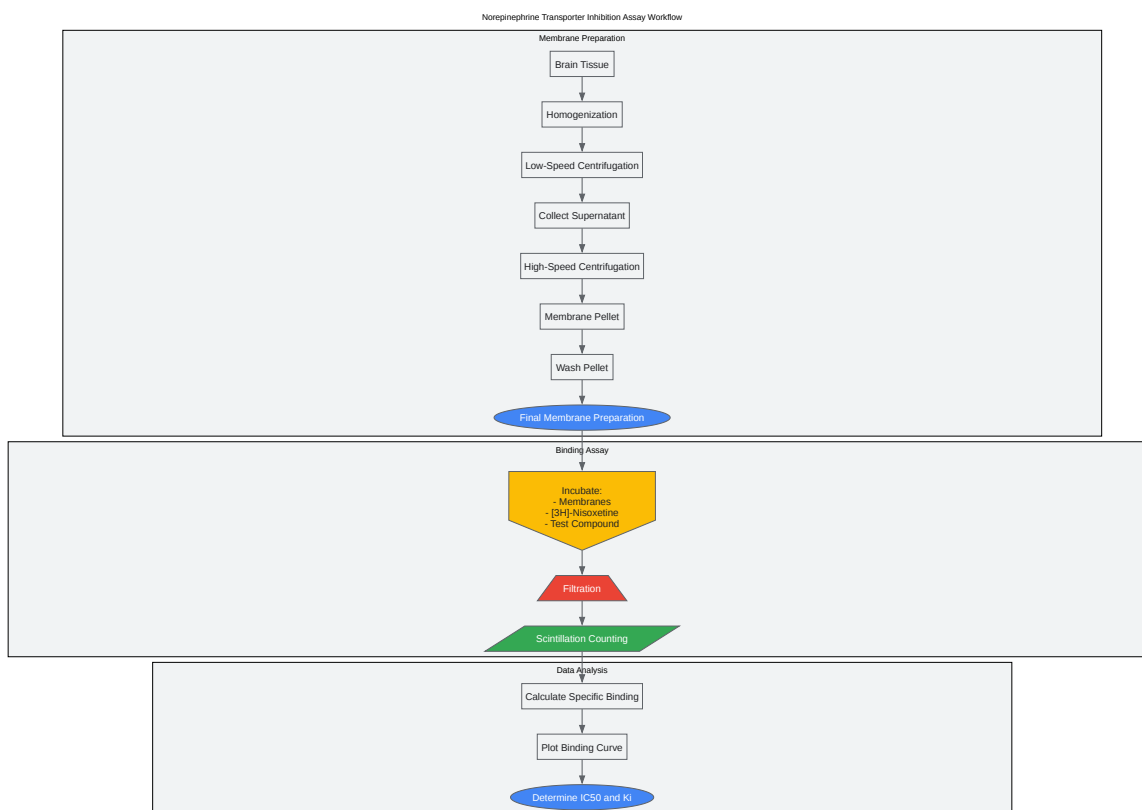 Norepinephrine Transporter Inhibition Assay Workflow
Membrane Preparation
Brain Tissue
Homogenization
Low-Speed Centrifugation
Collect Supernatant
High-Speed Centrifugation
Membrane Pellet
Wash Pellet
Final Membrane Preparation
Binding Assay
Incubate:
- Membranes
- [3H]-Nisoxetine
- Test Compound
Filtration
Scintillation Counting
Data Analysis
Calculate Specific Binding
Plot Binding Curve
Determine IC50 and Ki